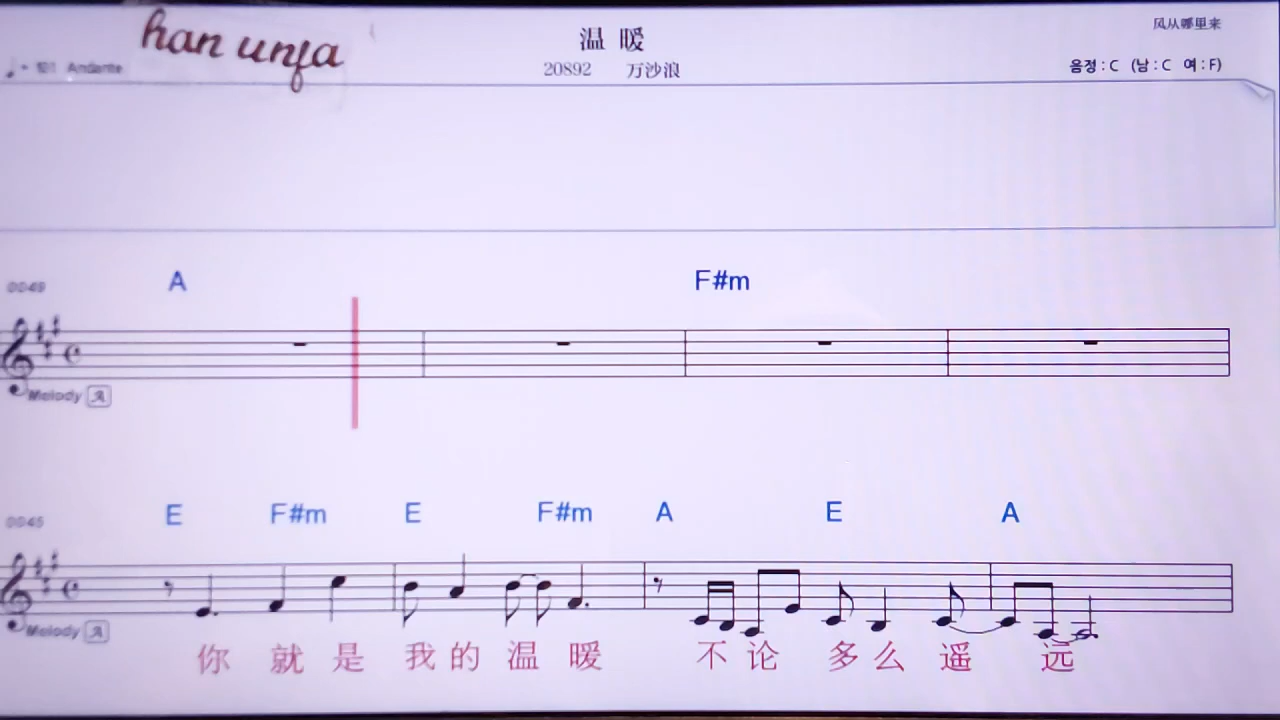 han unfa
温 暖
风从哪里来
Andante
20892 万沙浪
음정 : C (남 : C 여 : F)
A F#m
0049
Melody
E F#m E F#m A E A
0045
Melody
你 就 是 我 的 温 暖 不 论 多 么 遥 远